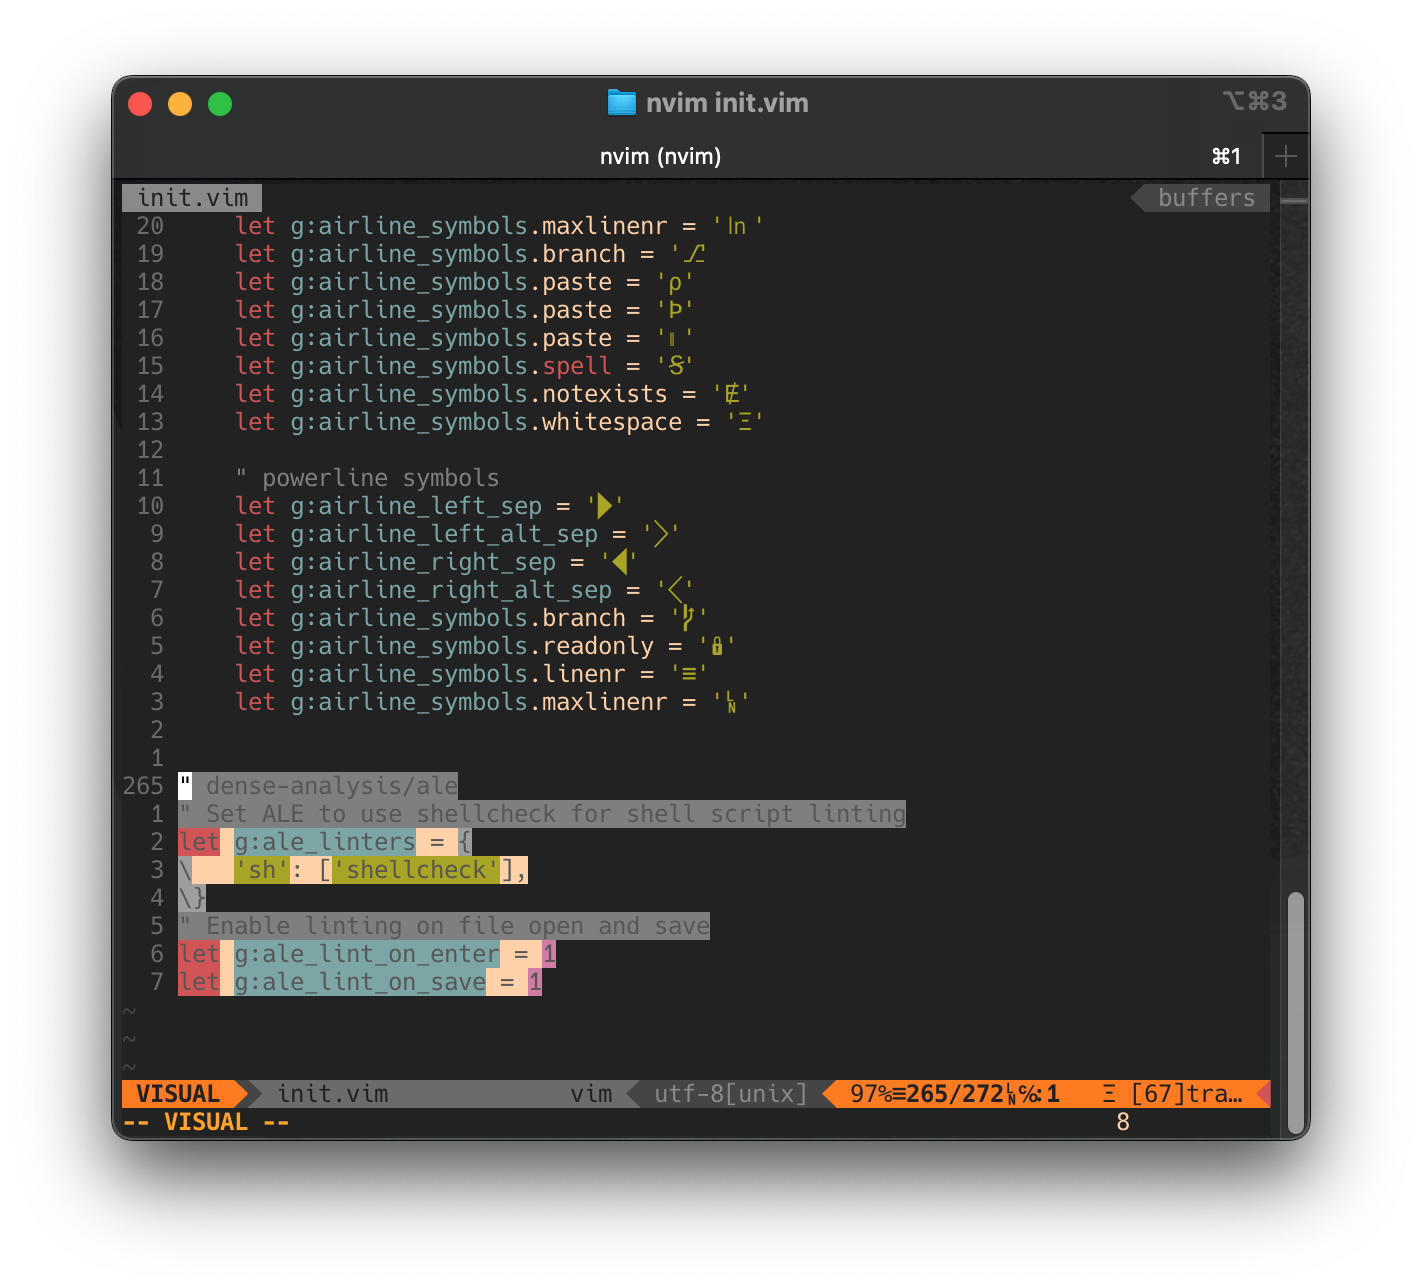 nvim init.vim
⌥⌘3
nvim (nvim)
⌘1
init.vim
buffers
20     let g:airline_symbols.maxlinenr = '㏑'
19     let g:airline_symbols.branch = '⎇
18     let g:airline_symbols.paste = 'ρ'
17     let g:airline_symbols.paste = 'Þ'
16     let g:airline_symbols.paste = '∥'
15     let g:airline_symbols.spell = 'Ꞩ'
14     let g:airline_symbols.notexists = 'Ɇ'
13     let g:airline_symbols.whitespace = 'Ξ'
12
11     " powerline symbols
10     let g:airline_left_sep = ''
9     let g:airline_left_alt_sep = ''
8     let g:airline_right_sep = ''
7     let g:airline_right_alt_sep = ''
6     let g:airline_symbols.branch = ''
5     let g:airline_symbols.readonly = ''
4     let g:airline_symbols.linenr = '≡'
3     let g:airline_symbols.maxlinenr = ''
2
1
265 " dense-analysis/ale
1 " Set ALE to use shellcheck for shell script linting
2 let g:ale_linters = {
3 \   'sh': ['shellcheck'],
4 \}
5 " Enable linting on file open and save
6 let g:ale_lint_on_enter = 1
7 let g:ale_lint_on_save = 1
~
~
~
VISUAL init.vim vim utf-8[unix] 97%≡265/272℅:1 Ξ [67]tra…
-- VISUAL -- 8